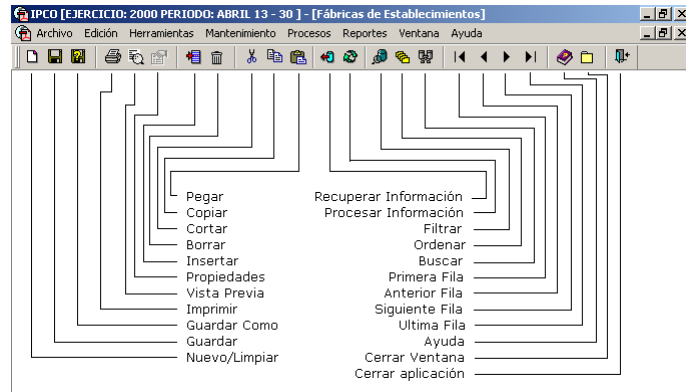 IPCO [EJERCICIO: 2000 PERIODO: ABRIL 13 - 30 ] - [Fábricas de Establecimientos]
Archivo Edición Herramientas Mantenimiento Procesos Reportes Ventana Ayuda
Pegar Recuperar Información
Copiar Procesar Información
Cortar Filtrar
Borrar Ordenar
Insertar Buscar
Propiedades Primera Fila
Vista Previa Anterior Fila
Imprimir Siguiente Fila
Guardar Como Ultima Fila
Guardar Ayuda
Nuevo/Limpiar Cerrar Ventana
Cerrar aplicación